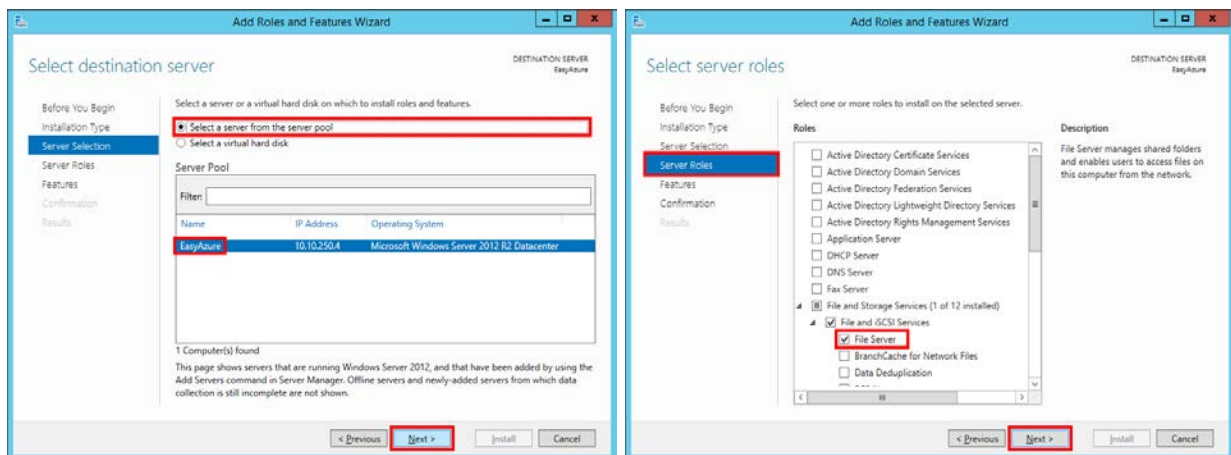 Add Roles and Features Wizard
Select destination server
DESTINATION SERVER
EasyAzure
Before You Begin
Installation Type
Server Selection
Server Roles
Features
Confirmation
Results
Select a server or a virtual hard disk on which to install roles and features.
Select a server from the server pool
Select a virtual hard disk
Server Pool
Filter:
Name IP Address Operating System
EasyAzure 10.10.250.4 Microsoft Windows Server 2012 R2 Datacenter
1 Computer(s) found
This page shows servers that are running Windows Server 2012, and that have been added by using the
Add Servers command in Server Manager. Offline servers and newly-added servers from which data
collection is still incomplete are not shown.
< Previous Next > Install Cancel
Add Roles and Features Wizard
Select server roles
DESTINATION SERVER
EasyAzure
Before You Begin
Installation Type
Server Selection
Server Roles
Features
Confirmation
Results
Select one or more roles to install on the selected server.
Roles
Active Directory Certificate Services
Active Directory Domain Services
Active Directory Federation Services
Active Directory Lightweight Directory Services
Active Directory Rights Management Services
Application Server
DHCP Server
DNS Server
Fax Server
File and Storage Services (1 of 12 installed)
File and iSCSI Services
File Server
BranchCache for Network Files
Data Deduplication
Description
File Server manages shared folders
and enables users to access files on
this computer from the network.
< Previous Next > Install Cancel